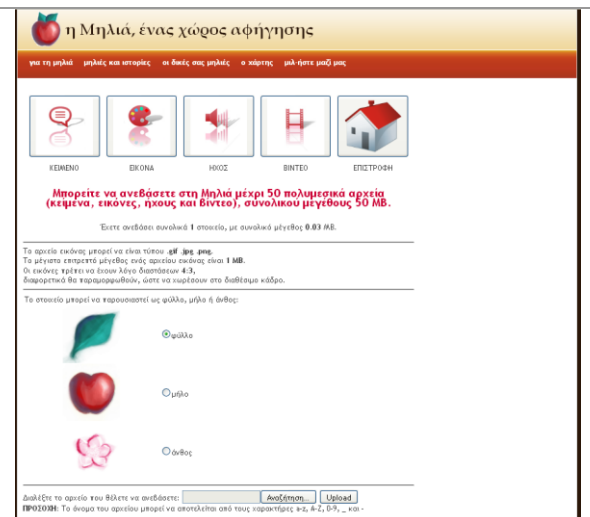 η Μηλιά, ένας χώρος αφήγησης
για τη μηλιά μηλιές και ιστορίες οι δικές σας μηλιές ο χάρτης μιλ-ήστε μαζί μας
ΚΕΙΜΕΝΟ ΕΙΚΟΝΑ ΗΧΟΣ ΒΙΝΤΕΟ ΕΠΙΣΤΡΟΦΗ
Μπορείτε να ανεβάσετε στη Μηλιά μέχρι 50 πολυμεσικά αρχεία
(κείμενα, εικόνες, ήχους και βίντεο), συνολικού μεγέθους 50 MB.
Έχετε ανεβάσει συνολικά 1 στοιχείο, με συνολικό μέγεθος 0.03 MB.
Το αρχείο εικόνας μπορεί να είναι τύπου .gif .jpg .png.
Το μέγιστο επιτρεπτό μέγεθος ενός αρχείου εικόνας είναι 1 MB.
Οι εικόνες πρέπει να έχουν λόγο διαστάσεων 4:3,
διαφορετικά θα παραμορφωθούν, ώστε να χωρέσουν στο διαθέσιμο κάδρο.
Το στοιχείο μπορεί να παρουσιαστεί ως φύλλο, μήλο ή άνθος:
φύλλο
μήλο
άνθος
Διαλέξτε το αρχείο που θέλετε να ανεβάσετε: Αναζήτηση... Upload
ΠΡΟΣΟΧΗ: Το όνομα του αρχείου μπορεί να αποτελείται από τους χαρακτήρες a-z, A-Z, 0-9, _ και -